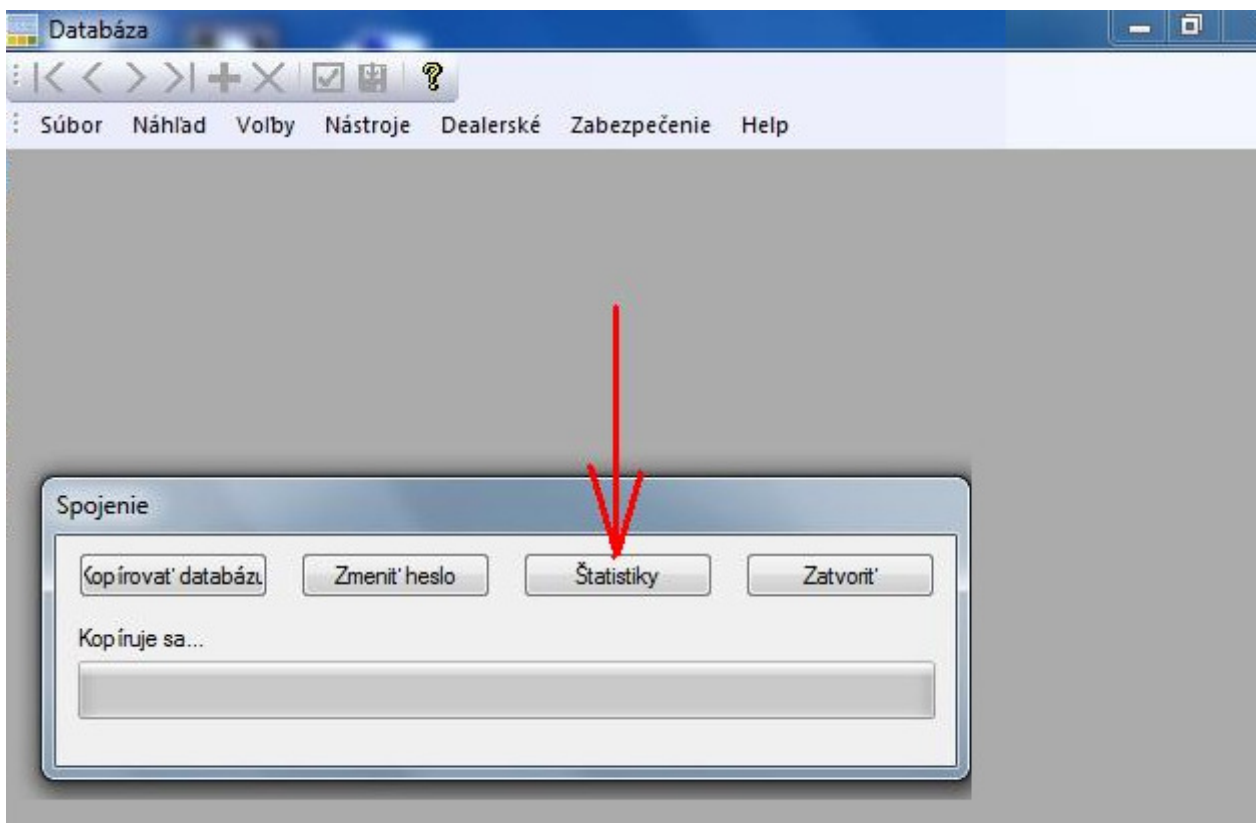 Databáza
Súbor Náhľad Voľby Nástroje Dealerské Zabezpečenie Help
Spojenie
Kopírovať databázu Zmeniť heslo Štatistiky Zatvoriť
Kopíruje sa...